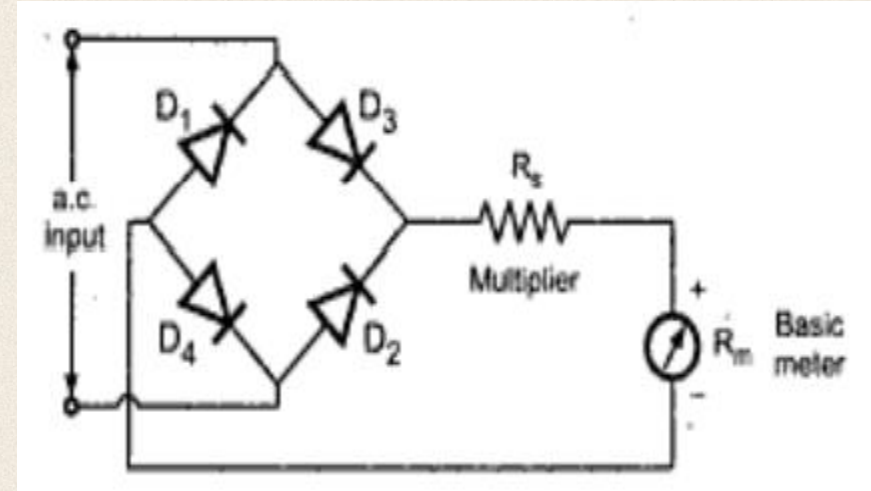 D1
D3
a.c.
input
Rs
Multiplier
+
Rm
Basic
meter
D4
D2
−